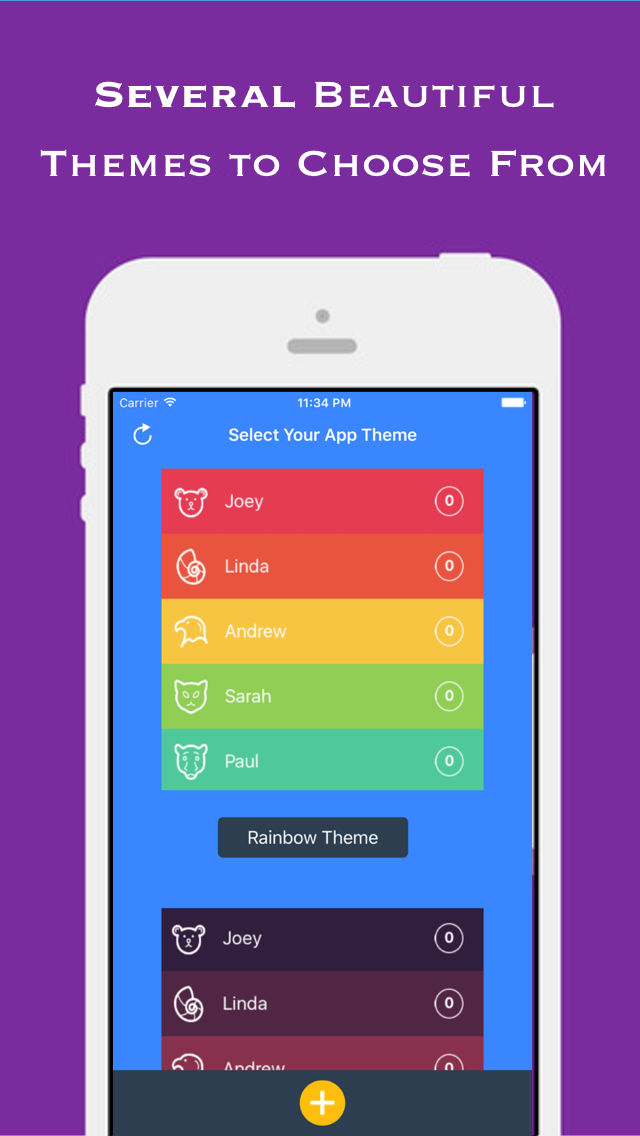 Several Beautiful
Themes to Choose From
Carrier 11:34 PM
Select Your App Theme
Joey 0
Linda 0
Andrew 0
Sarah 0
Paul 0
Rainbow Theme
Joey 0
Linda 0
Andrew 0